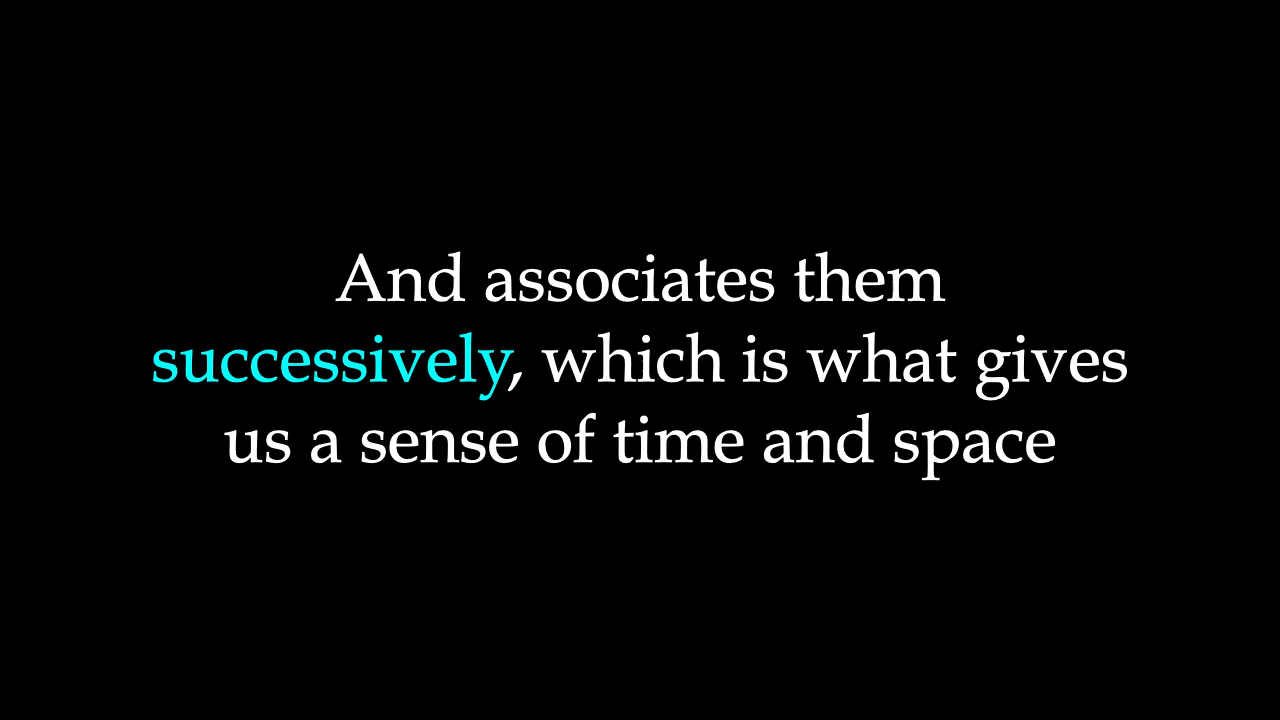 And associates them
successively, which is what gives
us a sense of time and space